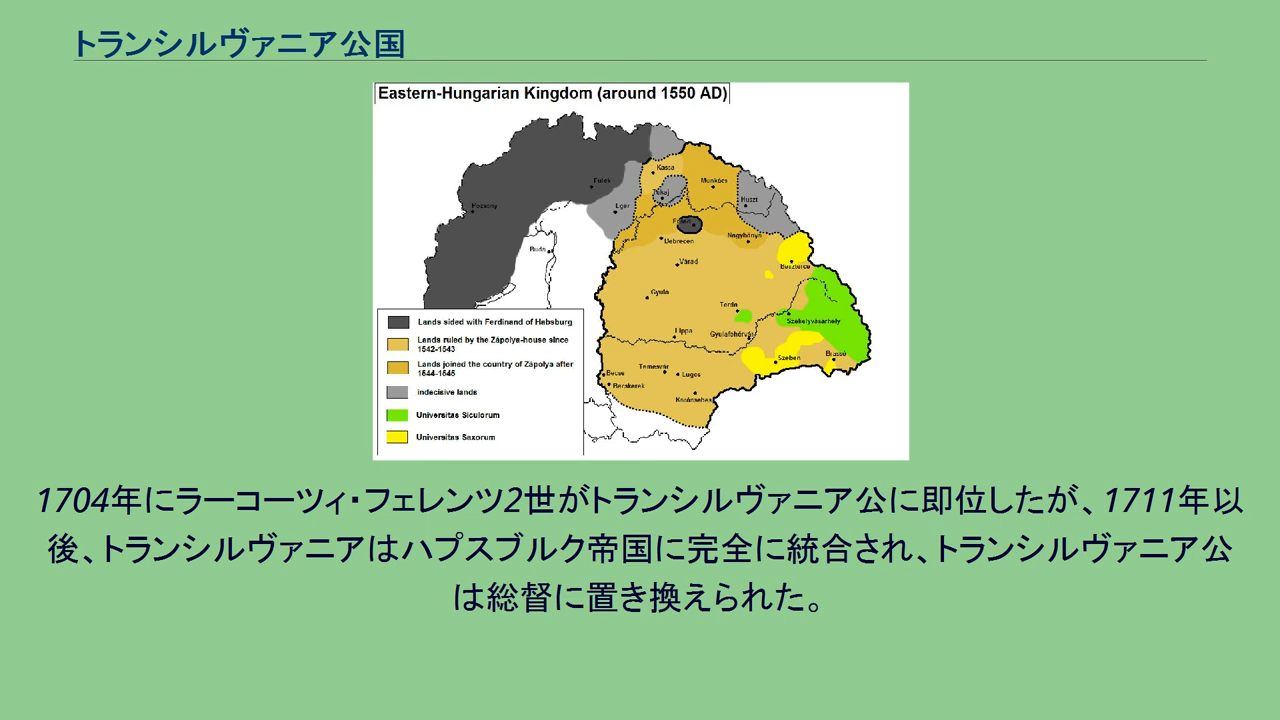 トランシルヴァニア公国
Eastern-Hungarian Kingdom (around 1550 AD)
Kassa
Munkács
Fülek
Tokaj
Huszt
Pozsony
Eger
Nagybánya
Debrecen
Buda
Várad
Beszterce
Gyula
Torda
Székelyvásárhely
Lippa
Gyulafehérvár
Szeben
Brassó
Temesvár
Lugos
Becse
Becskerek
Karánsebes
Lands sided with Ferdinand of Habsburg
Lands ruled by the Zápolya-house since
1542-1543
Lands joined the country of Zápolya after
1544-1545
indecisive lands
Universitas Siculorum
Universitas Saxorum
1704年にラーコーツィ・フェレンツ2世がトランシルヴァニア公に即位したが、1711年以
後、トランシルヴァニアはハプスブルク帝国に完全に統合され、トランシルヴァニア公
は総督に置き換えられた。